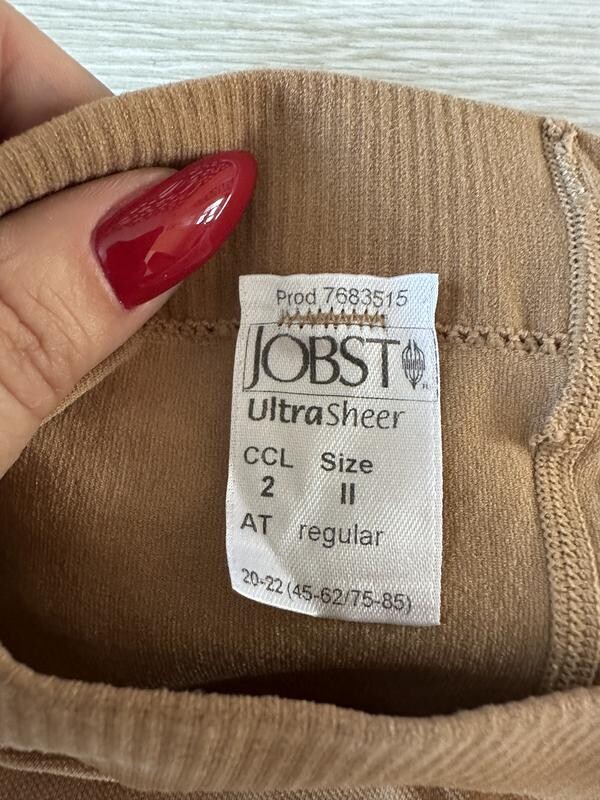 Prod 7683515
JOBST
UltraSheer
CCL Size
2 II
AT regular
20-22 (45-62/75-85)